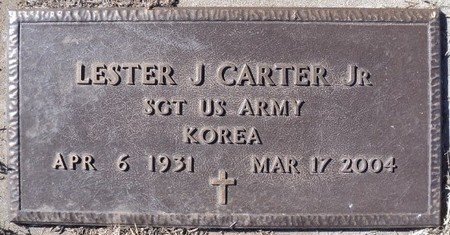 LESTER J CARTER JR
SGT US ARMY
KOREA
APR 6 1931 MAR 17 2004